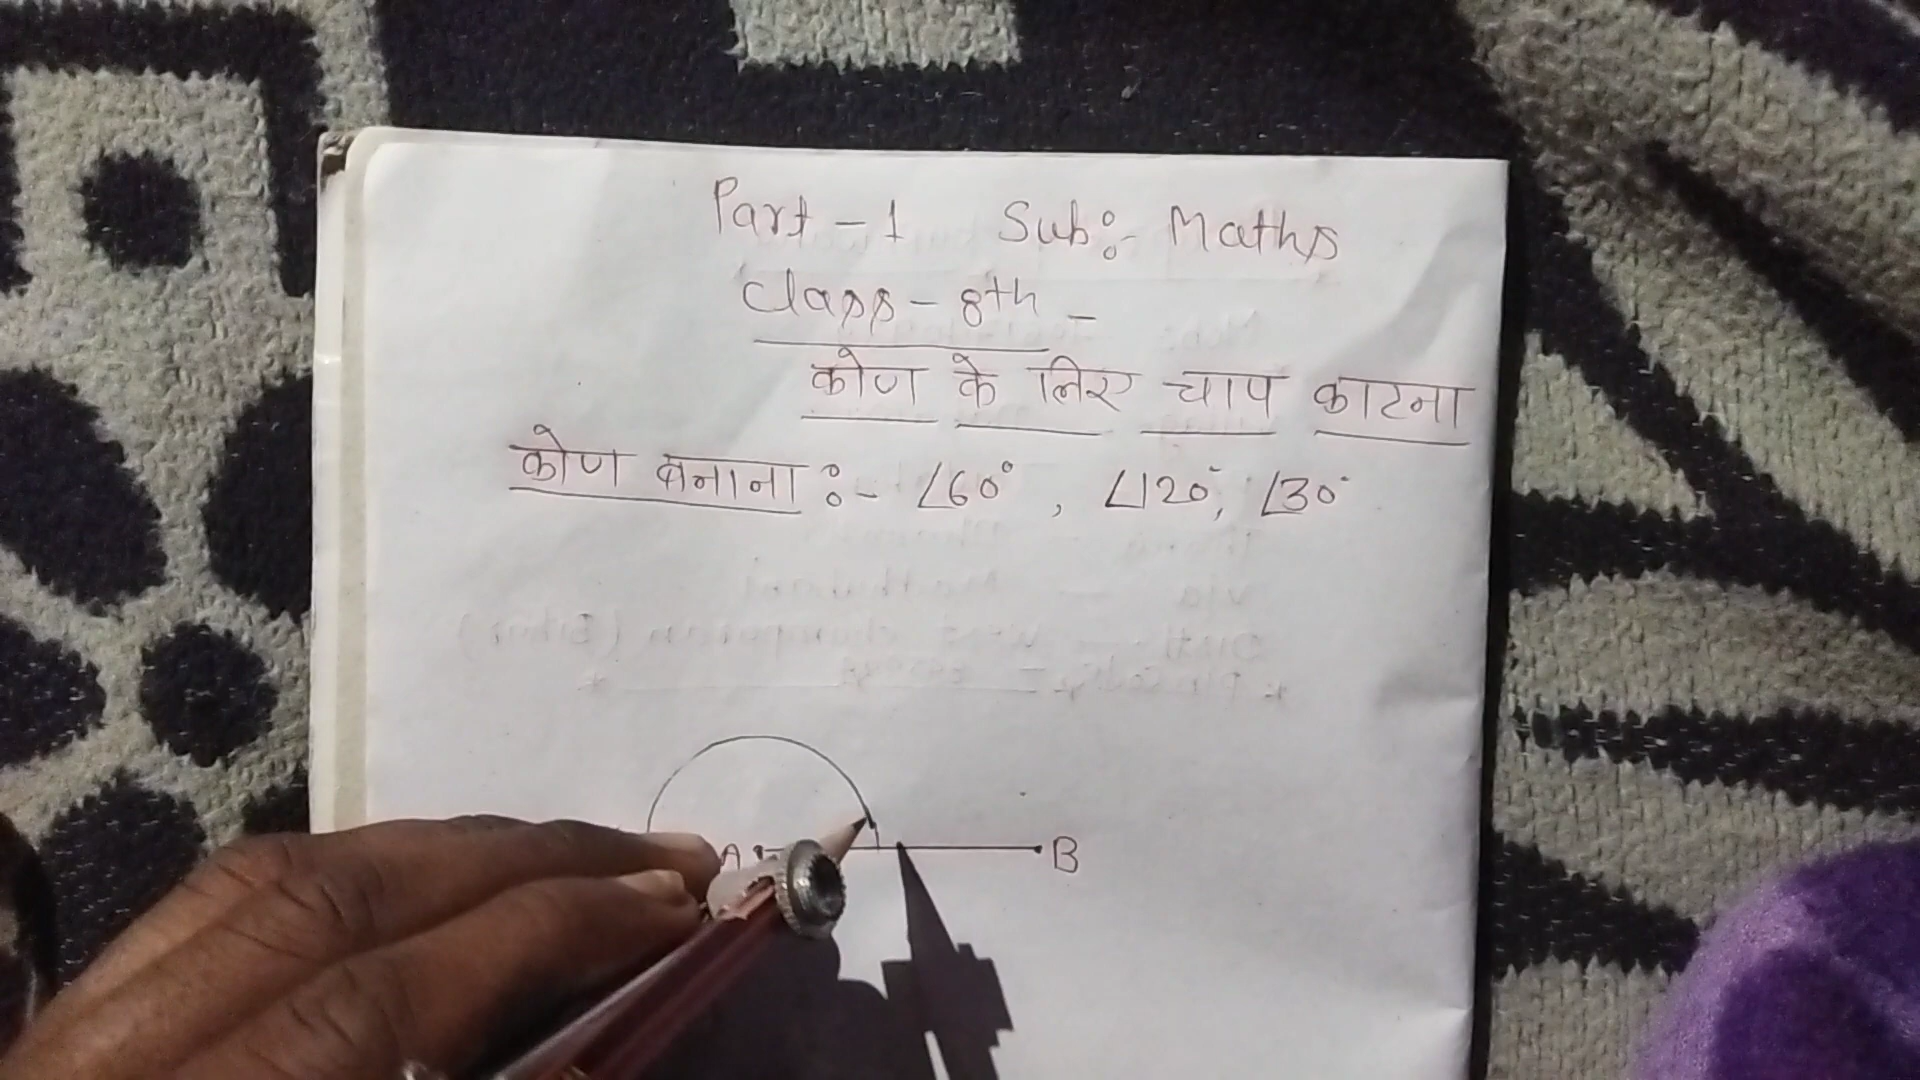 Part - 1 Sub:- Maths
Class - 8th -
कोण के लिए चाप काटना
कोण बनाना :- ∠60°, ∠120°, ∠30°
A B